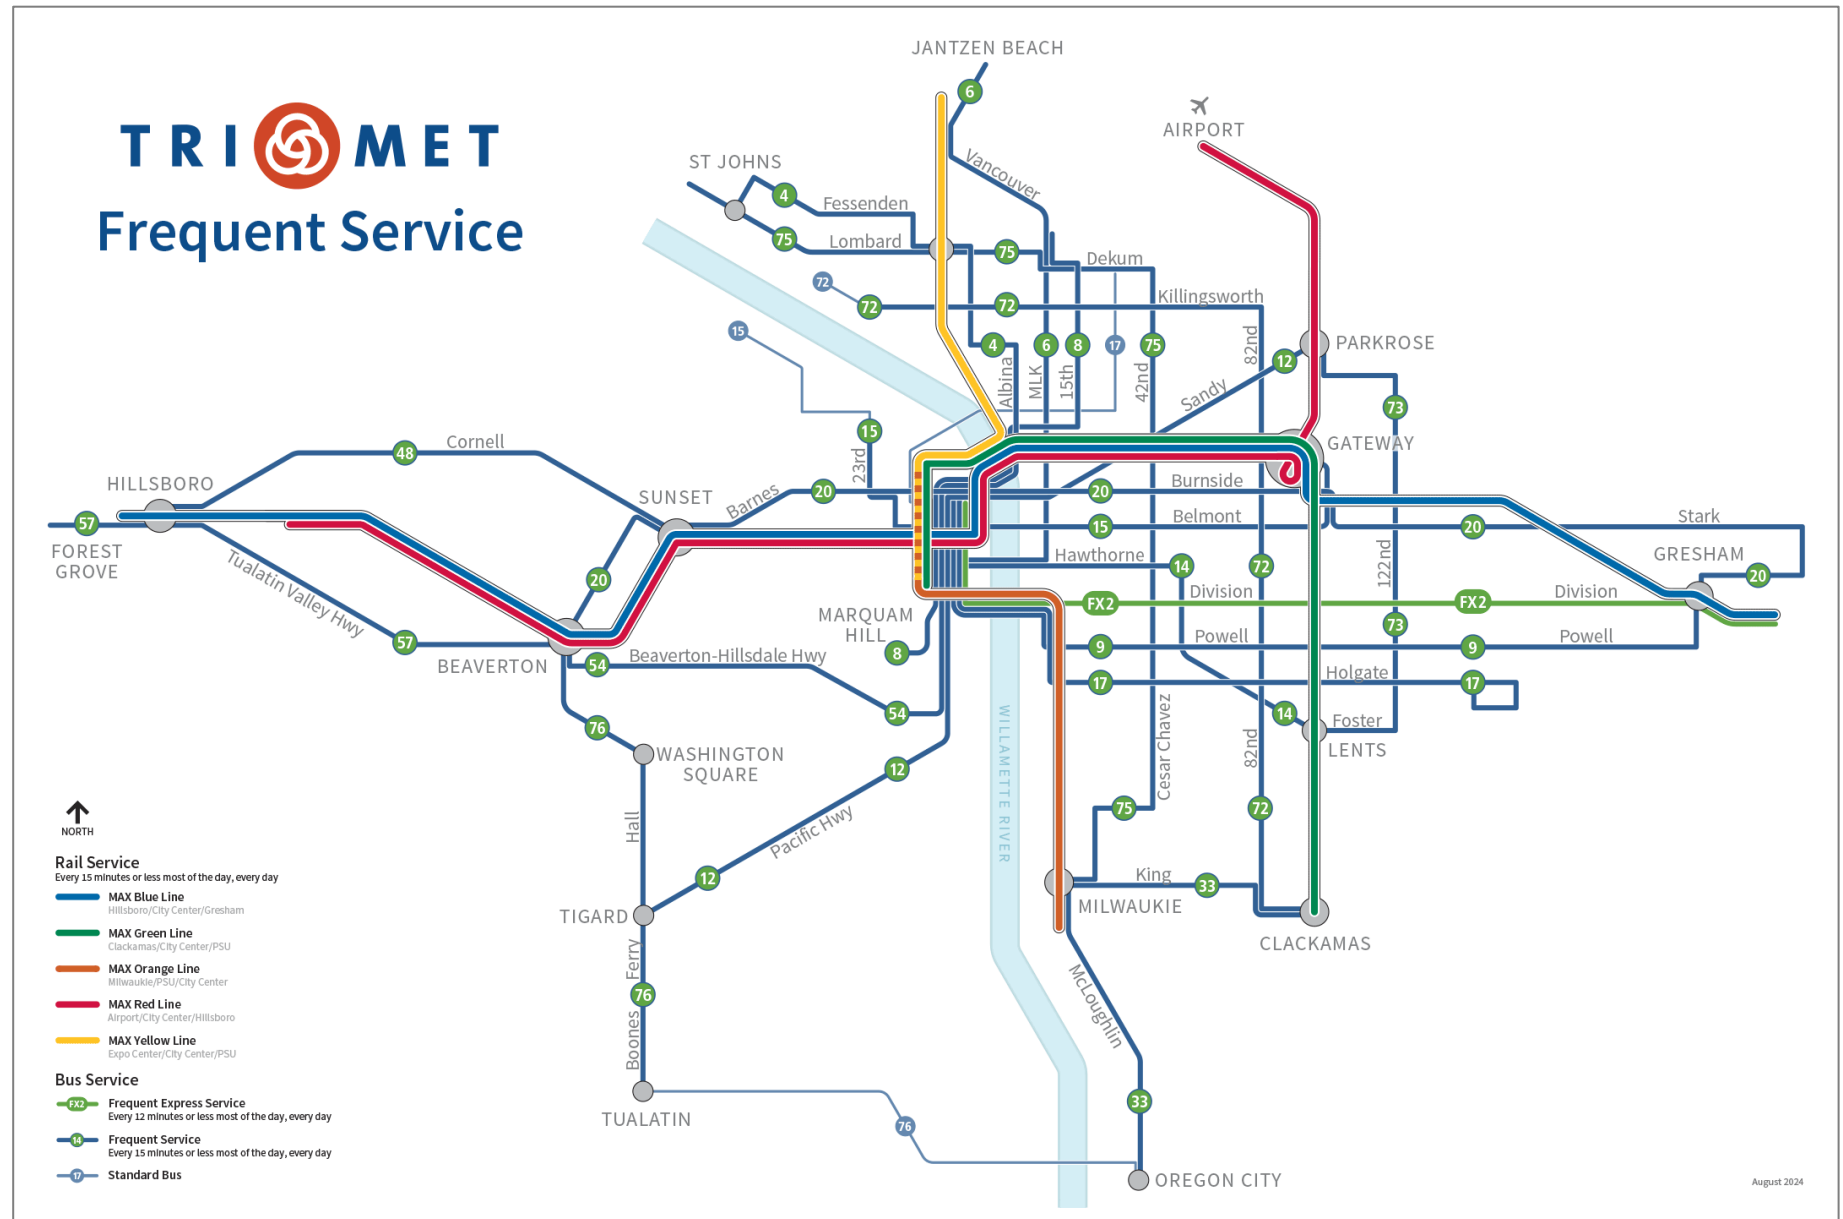 JANTZEN BEACH
6
AIRPORT
TRI MET
Frequent Service
ST JOHNS
Vancouver
4
Fessenden
75
Lombard
75
Dekum
72
72
72
Killingsworth
15
4
6
8
17
75
82nd
PARKROSE
12
Albina
MLK
15th
42nd
Sandy
73
15
23rd
GATEWAY
Cornell
48
HILLSBORO
SUNSET
Barnes
20
20
Burnside
57
FOREST
GROVE
15
Belmont
20
Stark
Tualatin Valley Hwy
20
Hawthorne
14
72
122nd
GRESHAM
20
FX2
Division
FX2
Division
MARQUAM
HILL
73
57
8
9
Powell
9
Powell
BEAVERTON
54
Beaverton-Hillsdale Hwy
17
Holgate
17
54
14
Foster
LENTS
76
WASHINGTON
SQUARE
WILLAMETTE RIVER
Cesar Chavez
82nd
12
75
72
Hall
Pacific Hwy
12
King
33
MILWAUKIE
TIGARD
CLACKAMAS
Boones Ferry
76
McLoughlin
33
TUALATIN
76
OREGON CITY
NORTH
Rail Service
Every 15 minutes or less most of the day, every day
MAX Blue Line
Hillsboro/City Center/Gresham
MAX Green Line
Clackamas/City Center/PSU
MAX Orange Line
Milwaukie/PSU/City Center
MAX Red Line
Airport/City Center/Hillsboro
MAX Yellow Line
Expo Center/City Center/PSU
Bus Service
FX2
Frequent Express Service
Every 12 minutes or less most of the day, every day
14
Frequent Service
Every 15 minutes or less most of the day, every day
17
Standard Bus
August 2024